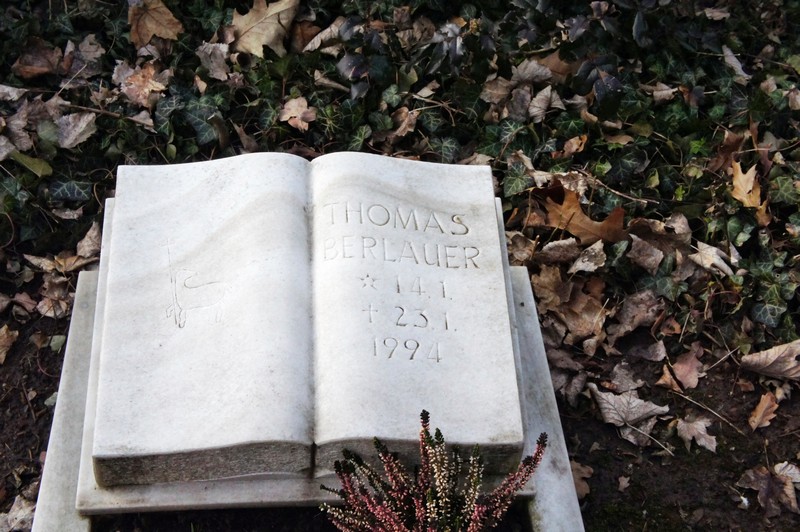 THOMAS
BERLAUER
☆ 14.1.
† 23.1.
1994